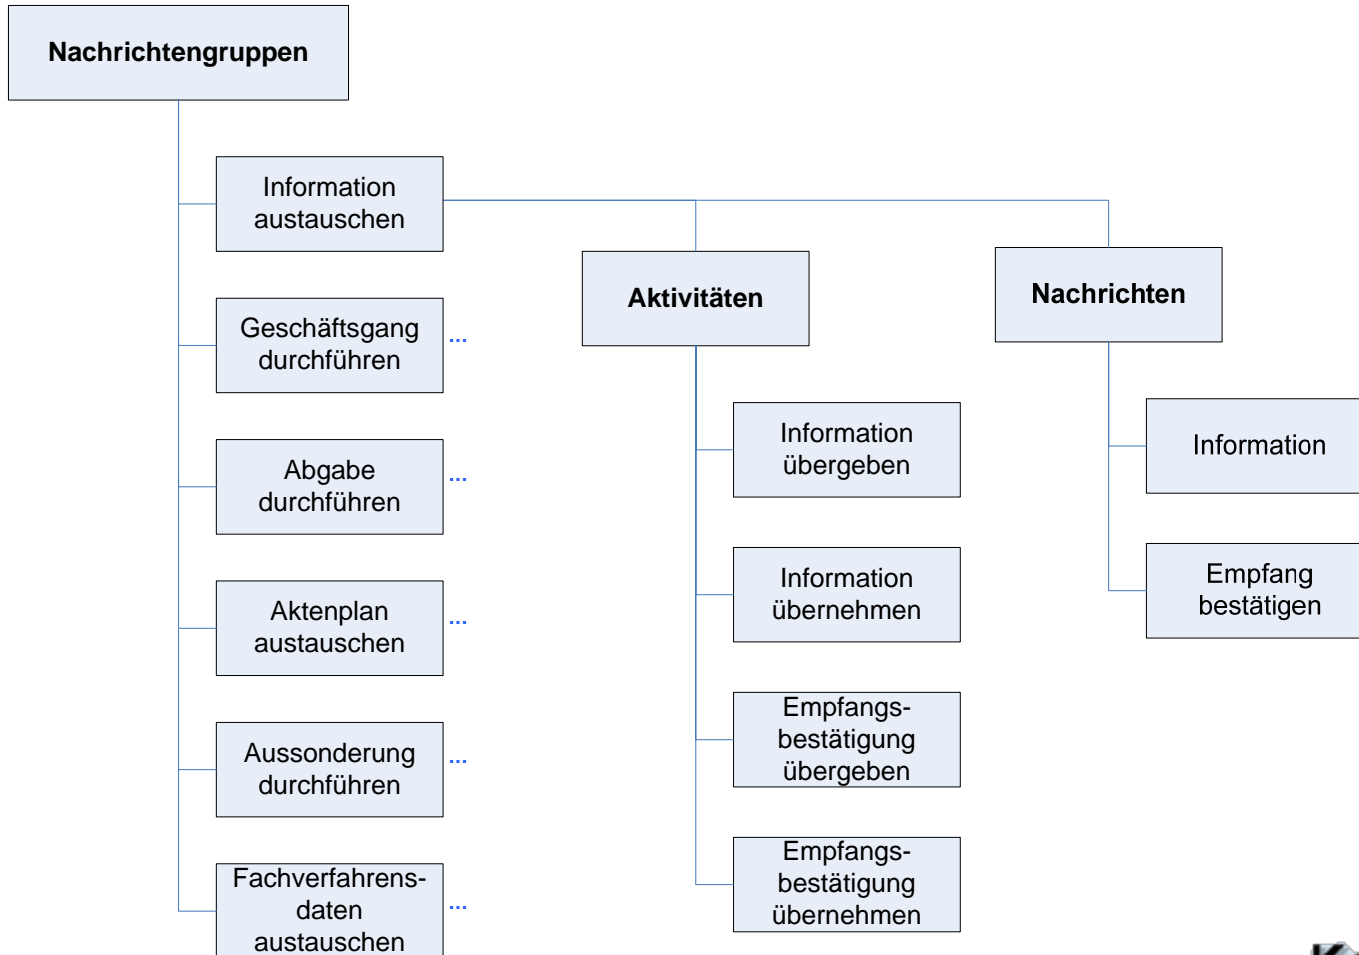 Nachrichtengruppen
Information
austauschen
Geschäftsgang
durchführen
...
Abgabe
durchführen
...
Aktenplan
austauschen
...
Aussonderung
durchführen
...
Fachverfahrens-
daten
austauschen
...
Aktivitäten
Information
übergeben
Information
übernehmen
Empfangs-
bestätigung
übergeben
Empfangs-
bestätigung
übernehmen
Nachrichten
Information
Empfang
bestätigen